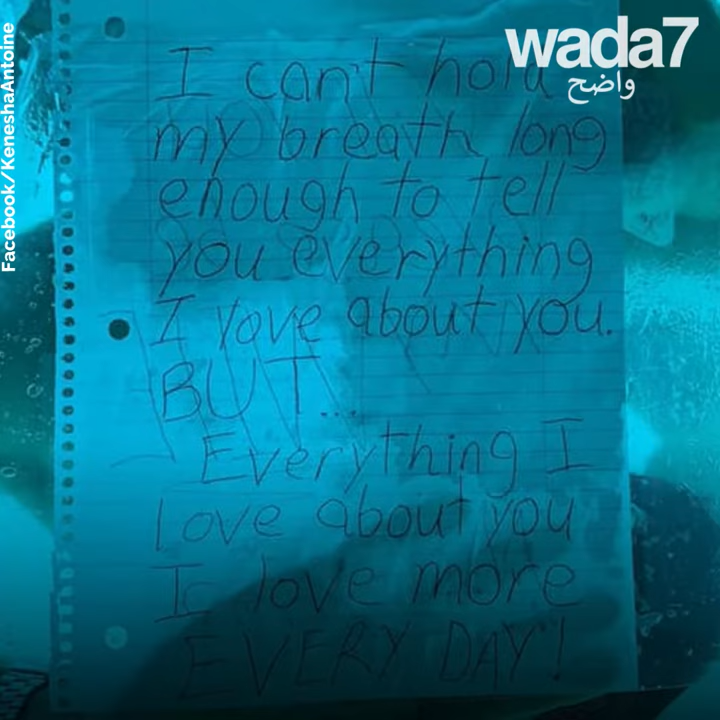 wada7
واضح
Facebook/KeneshaAntoine
I can't hold
my breath long
enough to tell
you everything
I love about you.
BUT...
Everything I
love about you
I love more
EVERY DAY!